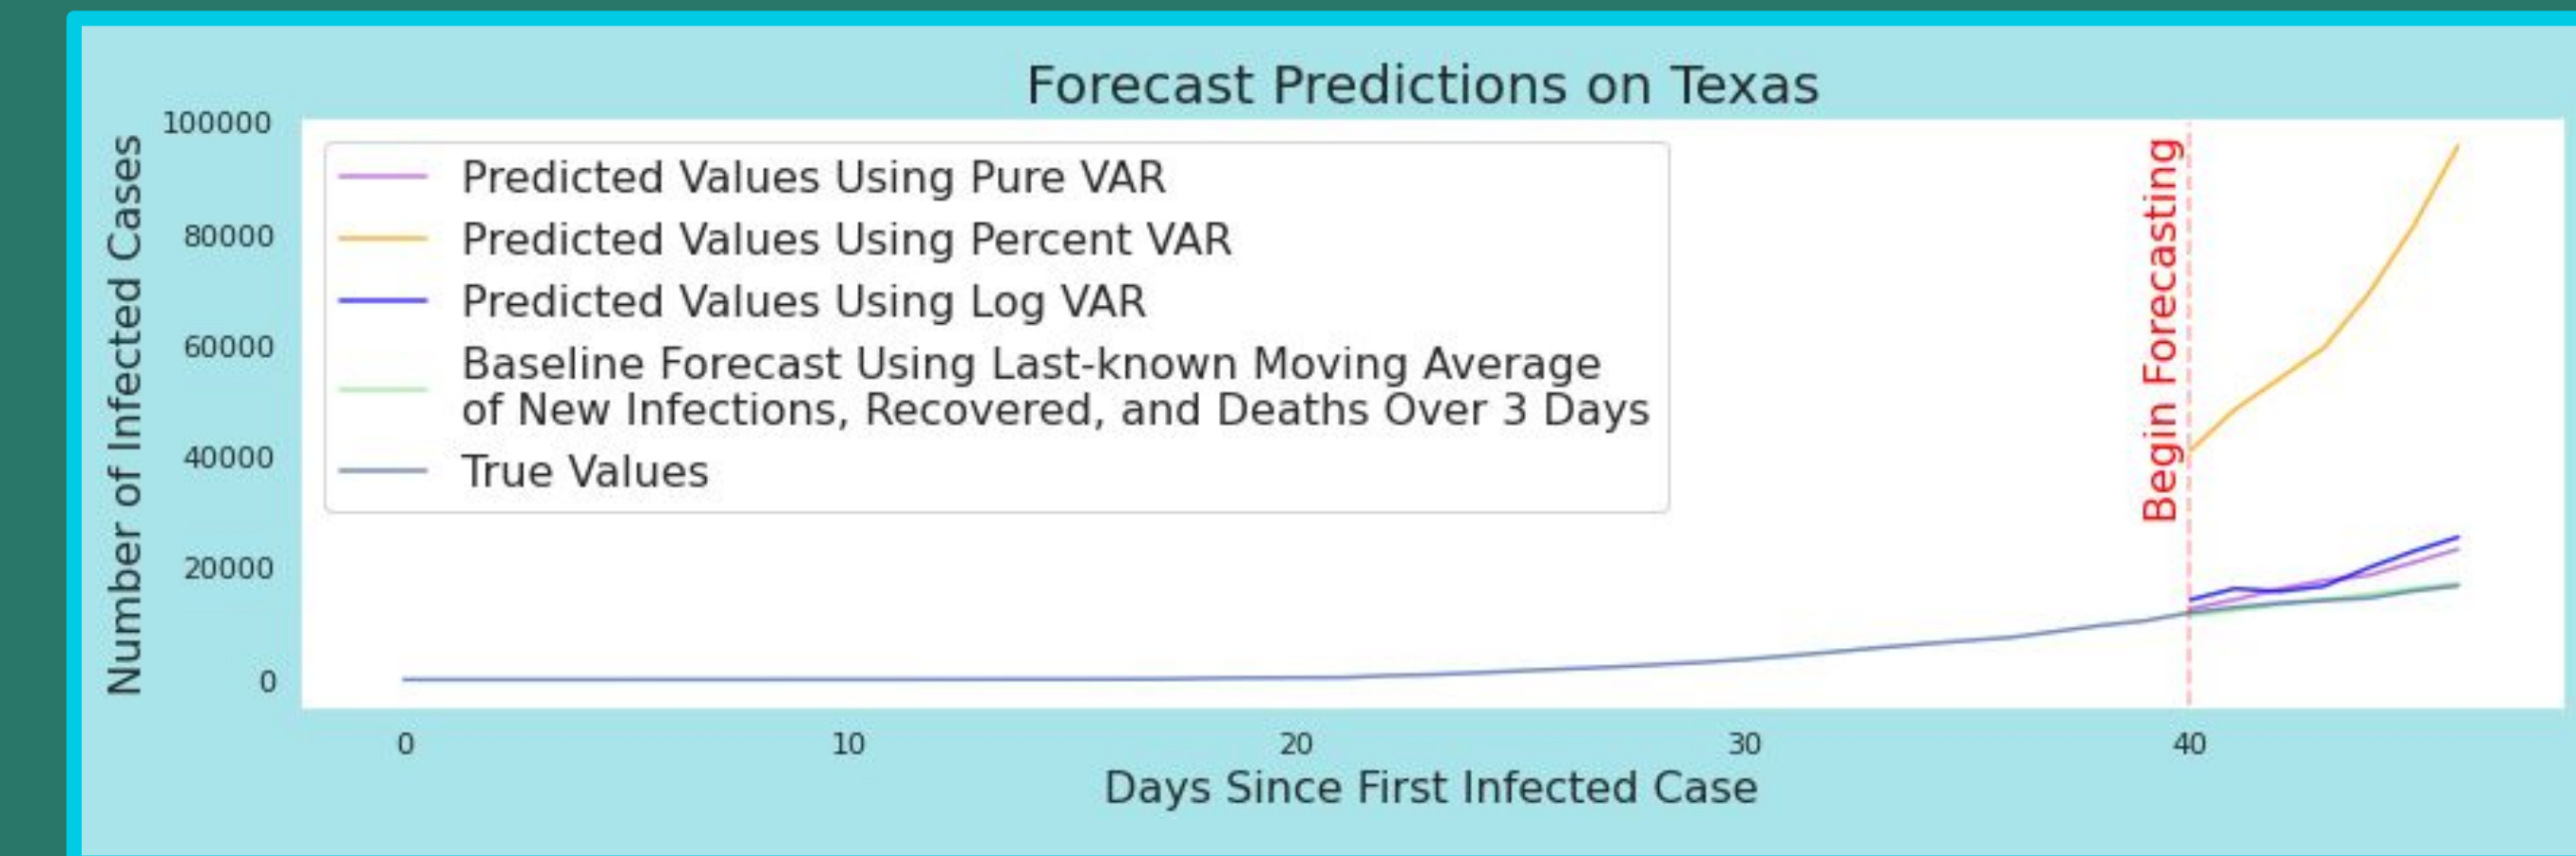 Forecast Predictions on Texas
Number of Infected Cases
100000
80000
60000
40000
20000
0
Predicted Values Using Pure VAR
Predicted Values Using Percent VAR
Predicted Values Using Log VAR
Baseline Forecast Using Last-known Moving Average
of New Infections, Recovered, and Deaths Over 3 Days
True Values
Begin Forecasting
0
10
20
30
40
Days Since First Infected Case